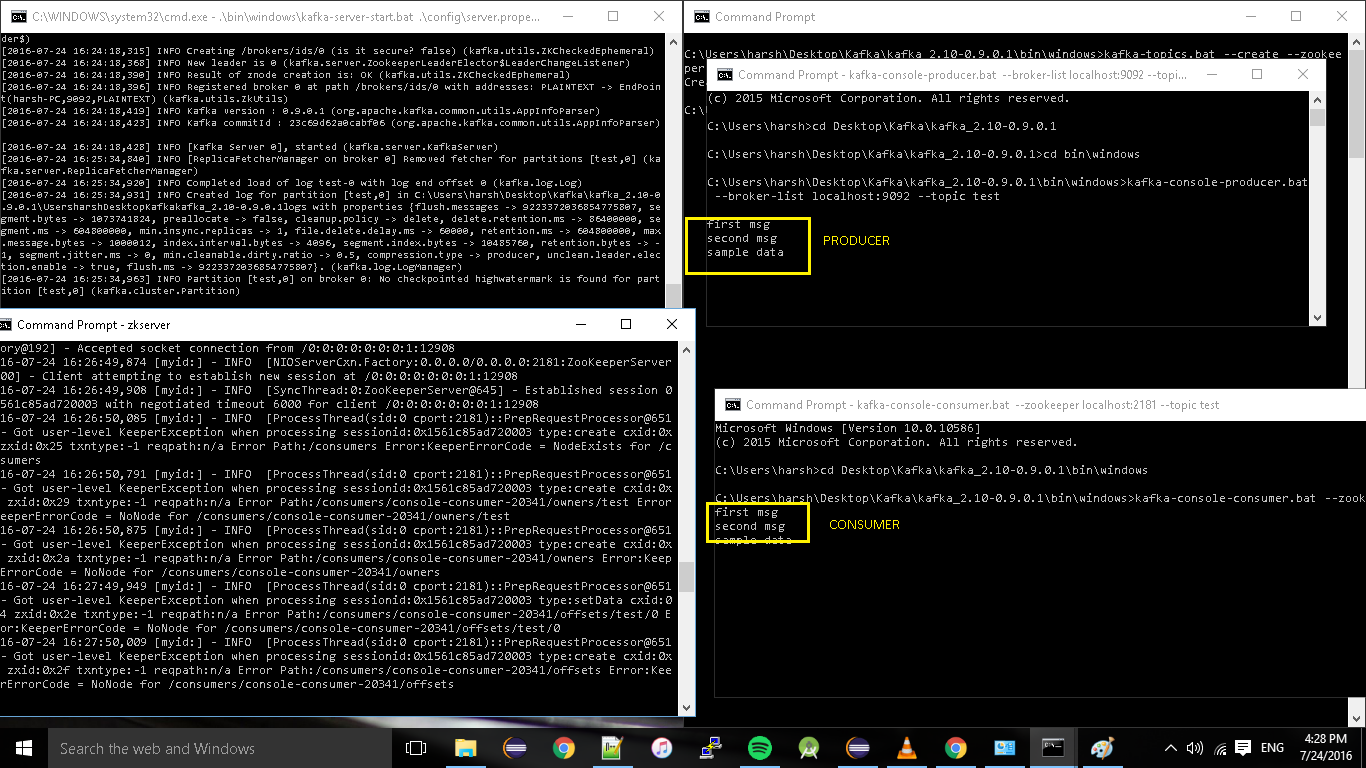 C:\WINDOWS\system32\cmd.exe - .\bin\windows\kafka-server-start.bat .\config\server.prope...
der$)
[2016-07-24 16:24:18,315] INFO Creating /brokers/ids/0 (is it secure? false) (kafka.utils.ZKCheckedEphemeral)
[2016-07-24 16:24:18,368] INFO New leader is 0 (kafka.server.ZookeeperLeaderElector$LeaderChangeListener)
[2016-07-24 16:24:18,390] INFO Result of znode creation is: OK (kafka.utils.ZKCheckedEphemeral)
[2016-07-24 16:24:18,396] INFO Registered broker 0 at path /brokers/ids/0 with addresses: PLAINTEXT -> EndPoin
t(harsh-PC,9092,PLAINTEXT) (kafka.utils.ZkUtils)
[2016-07-24 16:24:18,419] INFO Kafka version : 0.9.0.1 (org.apache.kafka.common.utils.AppInfoParser)
[2016-07-24 16:24:18,423] INFO Kafka commitId : 23c69d62a0cabf06 (org.apache.kafka.common.utils.AppInfoParser)
[2016-07-24 16:24:18,428] INFO [Kafka Server 0], started (kafka.server.KafkaServer)
[2016-07-24 16:25:34,840] INFO [ReplicaFetcherManager on broker 0] Removed fetcher for partitions [test,0] (ka
fka.server.ReplicaFetcherManager)
[2016-07-24 16:25:34,920] INFO Completed load of log test-0 with log end offset 0 (kafka.log.Log)
[2016-07-24 16:25:34,931] INFO Created log for partition [test,0] in C:\Users\harsh\Desktop\Kafka\kafka_2.10-0
.9.0.1\UsersharshDesktopKafkakafka_2.10-0.9.0.1logs with properties {flush.messages -> 9223372036854775807, se
gment.bytes -> 1073741824, preallocate -> false, cleanup.policy -> delete, delete.retention.ms -> 86400000, se
gment.ms -> 604800000, min.insync.replicas -> 1, file.delete.delay.ms -> 60000, retention.ms -> 604800000, max
.message.bytes -> 1000012, index.interval.bytes -> 4096, segment.index.bytes -> 10485760, retention.bytes -> -
1, segment.jitter.ms -> 0, min.cleanable.dirty.ratio -> 0.5, compression.type -> producer, unclean.leader.elec
tion.enable -> true, flush.ms -> 9223372036854775807}. (kafka.log.LogManager)
[2016-07-24 16:25:34,963] INFO Partition [test,0] on broker 0: No checkpointed highwatermark is found for part
ition [test,0] (kafka.cluster.Partition)
Command Prompt
C:\Users\harsh\Desktop\Kafka\kafka_2.10-0.9.0.1\bin\windows>kafka-topics.bat --create --zookee
per
Cre
C:\
Command Prompt - kafka-console-producer.bat --broker-list localhost:9092 --topi...
(c) 2015 Microsoft Corporation. All rights reserved.
C:\Users\harsh>cd Desktop\Kafka\kafka_2.10-0.9.0.1
C:\Users\harsh\Desktop\Kafka\kafka_2.10-0.9.0.1>cd bin\windows
C:\Users\harsh\Desktop\Kafka\kafka_2.10-0.9.0.1\bin\windows>kafka-console-producer.bat
--broker-list localhost:9092 --topic test
first msg
second msg
sample data
PRODUCER
Command Prompt - zkserver
ory@192] - Accepted socket connection from /0:0:0:0:0:0:0:1:12908
16-07-24 16:26:49,874 [myid:] - INFO [NIOServerCxn.Factory:0.0.0.0/0.0.0.0:2181:ZooKeeperServer
00] - Client attempting to establish new session at /0:0:0:0:0:0:0:1:12908
16-07-24 16:26:49,908 [myid:] - INFO [SyncThread:0:ZooKeeperServer@645] - Established session 0
561c85ad720003 with negotiated timeout 6000 for client /0:0:0:0:0:0:0:1:12908
16-07-24 16:26:50,085 [myid:] - INFO [ProcessThread(sid:0 cport:2181)::PrepRequestProcessor@651
- Got user-level KeeperException when processing sessionid:0x1561c85ad720003 type:create cxid:0x
zxid:0x25 txntype:-1 reqpath:n/a Error Path:/consumers Error:KeeperErrorCode = NodeExists for /c
sumers
16-07-24 16:26:50,791 [myid:] - INFO [ProcessThread(sid:0 cport:2181)::PrepRequestProcessor@651
- Got user-level KeeperException when processing sessionid:0x1561c85ad720003 type:create cxid:0x
zxid:0x29 txntype:-1 reqpath:n/a Error Path:/consumers/console-consumer-20341/owners/test Error
eeperErrorCode = NoNode for /consumers/console-consumer-20341/owners/test
16-07-24 16:26:50,875 [myid:] - INFO [ProcessThread(sid:0 cport:2181)::PrepRequestProcessor@651
- Got user-level KeeperException when processing sessionid:0x1561c85ad720003 type:create cxid:0x
zxid:0x2a txntype:-1 reqpath:n/a Error Path:/consumers/console-consumer-20341/owners Error:Keep
ErrorCode = NoNode for /consumers/console-consumer-20341/owners
16-07-24 16:27:49,949 [myid:] - INFO [ProcessThread(sid:0 cport:2181)::PrepRequestProcessor@651
- Got user-level KeeperException when processing sessionid:0x1561c85ad720003 type:setData cxid:0
4 zxid:0x2e txntype:-1 reqpath:n/a Error Path:/consumers/console-consumer-20341/offsets/test/0 E
or:KeeperErrorCode = NoNode for /consumers/console-consumer-20341/offsets/test/0
16-07-24 16:27:50,009 [myid:] - INFO [ProcessThread(sid:0 cport:2181)::PrepRequestProcessor@651
- Got user-level KeeperException when processing sessionid:0x1561c85ad720003 type:create cxid:0x
zxid:0x2f txntype:-1 reqpath:n/a Error Path:/consumers/console-consumer-20341/offsets Error:Kee
rErrorCode = NoNode for /consumers/console-consumer-20341/offsets
Command Prompt - kafka-console-consumer.bat --zookeeper localhost:2181 --topic test
Microsoft Windows [Version 10.0.10586]
(c) 2015 Microsoft Corporation. All rights reserved.
C:\Users\harsh>cd Desktop\Kafka\kafka_2.10-0.9.0.1\bin\windows
C:\Users\harsh\Desktop\Kafka\kafka_2.10-0.9.0.1\bin\windows>kafka-console-consumer.bat --zook
first msg
second msg
sample data
CONSUMER
Search the web and Windows
ENG
4:28 PM
7/24/2016